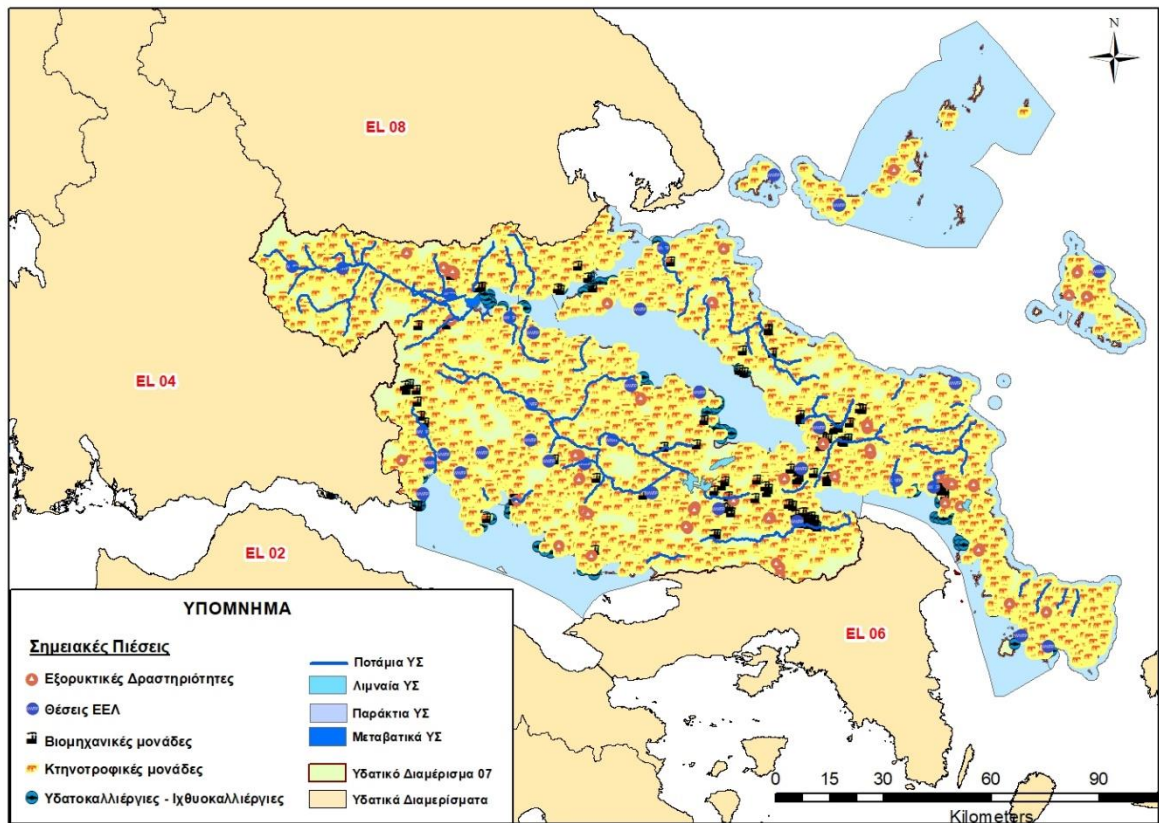 N
EL 08
EL 04
EL 02
EL 06
ΥΠΟΜΝΗΜΑ
Σημειακές Πιέσεις
Εξορυκτικές Δραστηριότητες
Θέσεις ΕΕΛ
Βιομηχανικές μονάδες
Κτηνοτροφικές μονάδες
Υδατοκαλλιέργιες - Ιχθυοκαλλιέργιες
Ποτάμια ΥΣ
Λιμναία ΥΣ
Παράκτια ΥΣ
Μεταβατικά ΥΣ
Υδατικό Διαμέρισμα 07
Υδατικά Διαμερίσματα
0 15 30 60 90
Kilometers